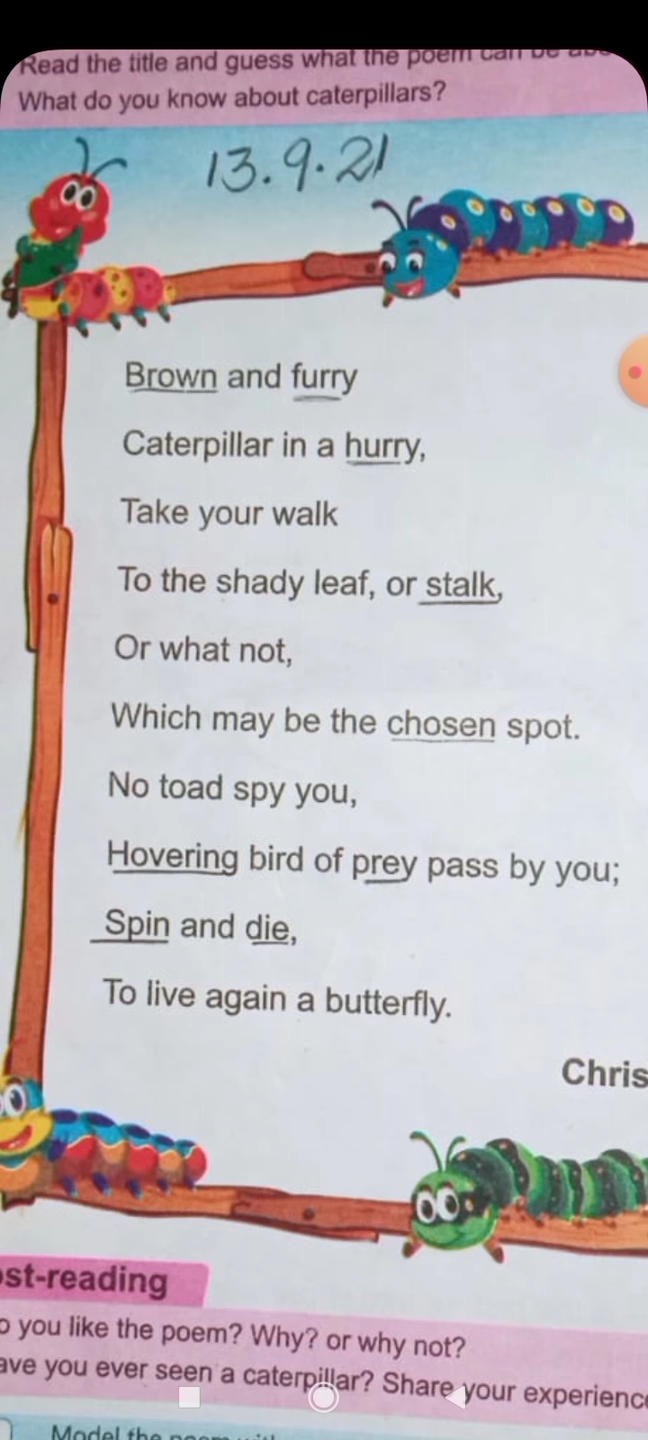 Read the title and guess what the poem can be
What do you know about caterpillars?
13.9.21
Brown and furry
Caterpillar in a hurry,
Take your walk
To the shady leaf, or stalk,
Or what not,
Which may be the chosen spot.
No toad spy you,
Hovering bird of prey pass by you;
Spin and die,
To live again a butterfly.
Chris
st-reading
o you like the poem? Why? or why not?
ave you ever seen a caterpillar? Share your experienc
Model the poem